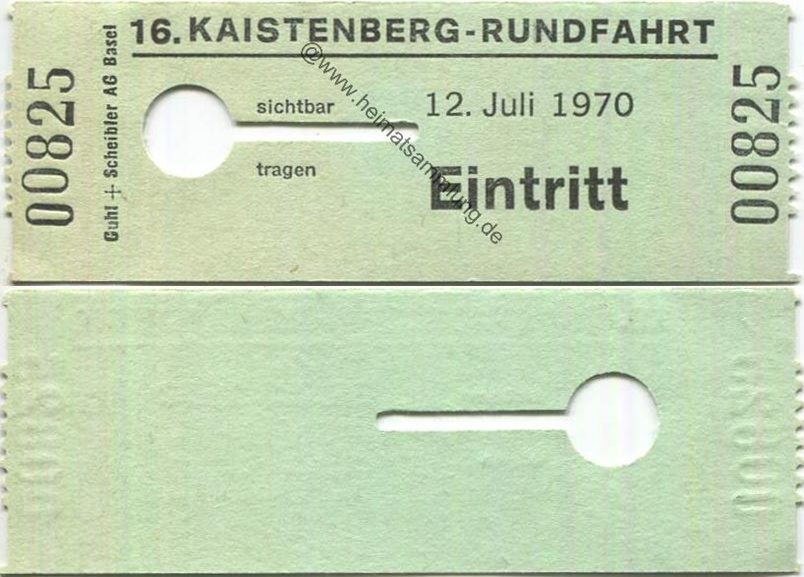 16. KAISTENBERG-RUNDFAHRT
00825
Guhl + Scheibler AG Basel
sichtbar
12. Juli 1970
tragen
Eintritt
00825
@www.heimatsammlung.de